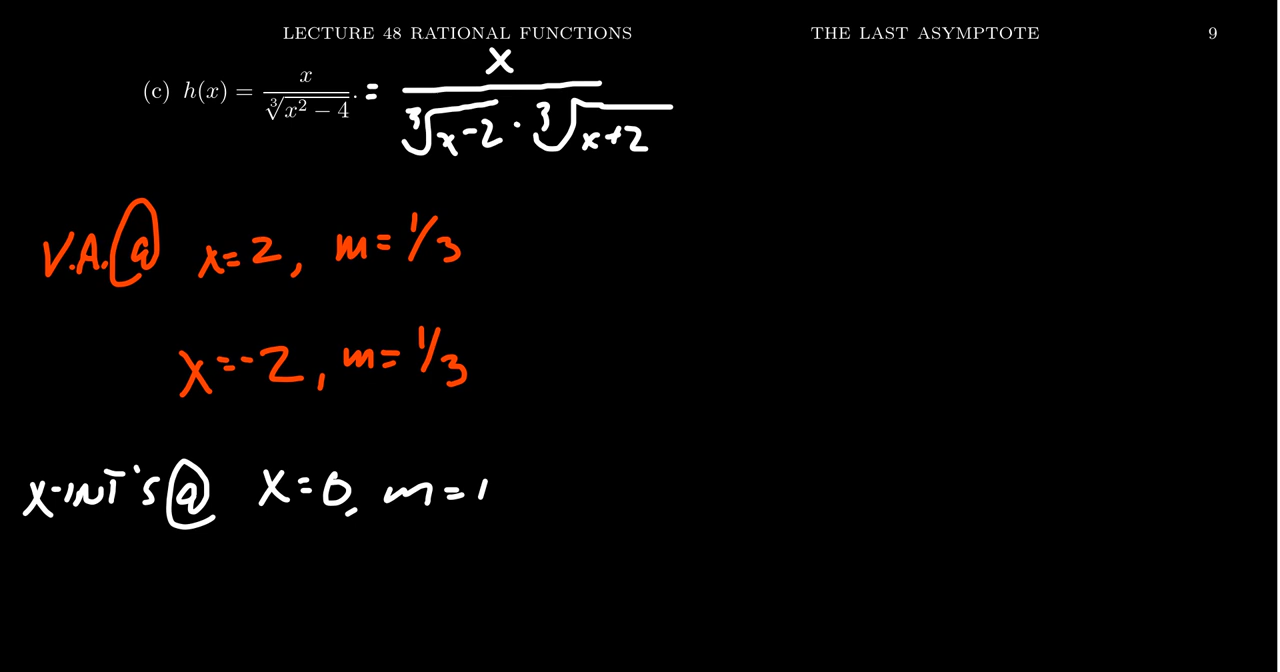 LECTURE 48 RATIONAL FUNCTIONS THE LAST ASYMPTOTE 9
(c) h(x) = x / ∛(x² − 4). = x / (∛(x-2) · ∛(x+2))
V.A. @ x=2, m=1/3
x=-2, m=1/3
X-INT'S @ X=0, m=1